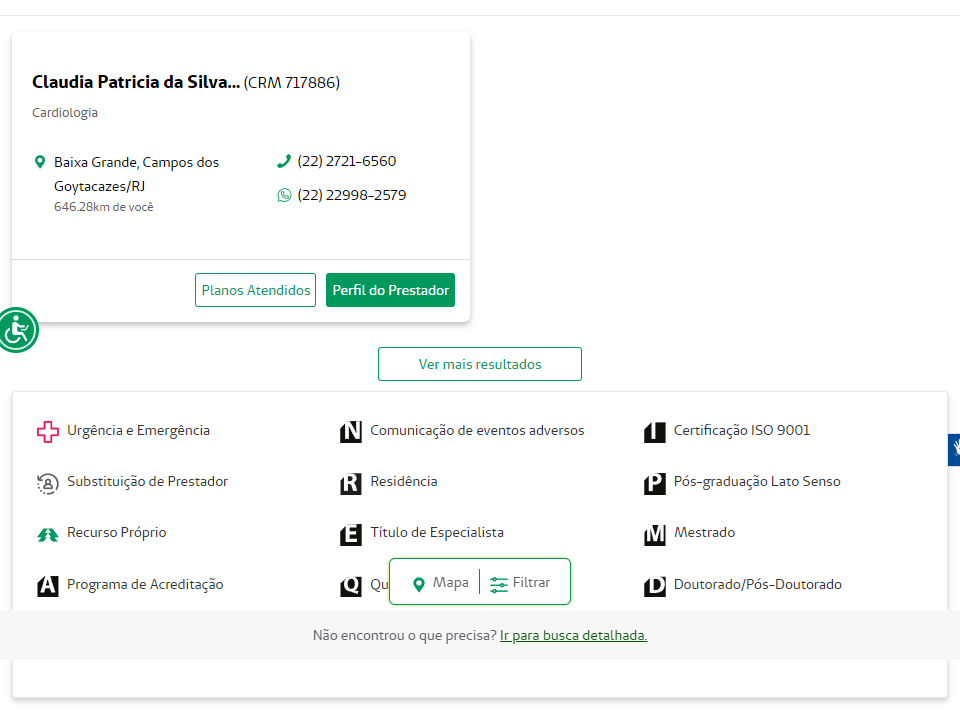 Claudia Patricia da Silva... (CRM 717886)
Cardiologia
Baixa Grande, Campos dos
Goytacazes/RJ
646.28km de você
(22) 2721-6560
(22) 22998-2579
Planos Atendidos
Perfil do Prestador
Ver mais resultados
Urgência e Emergência
N Comunicação de eventos adversos
I Certificação ISO 9001
Substituição de Prestador
R Residência
P Pós-graduação Lato Senso
Recurso Próprio
E Título de Especialista
M Mestrado
A Programa de Acreditação
Q Qu
D Doutorado/Pós-Doutorado
Mapa
Filtrar
Não encontrou o que precisa? Ir para busca detalhada.